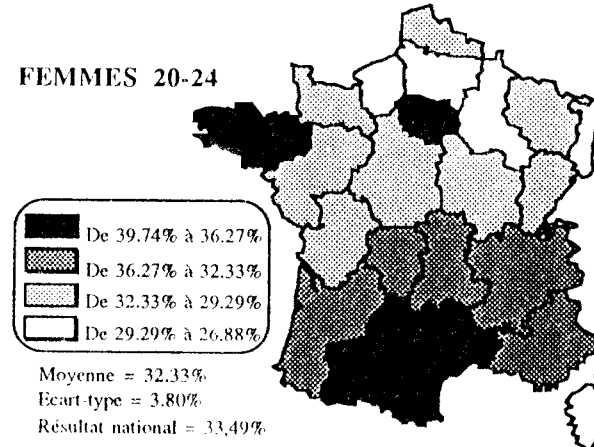 FEMMES 20-24
De 39.74% à 36.27%
De 36.27% à 32.33%
De 32.33% à 29.29%
De 29.29% à 26.88%
Moyenne = 32.33%
Ecart-type = 3.80%
Résultat national = 33,49%